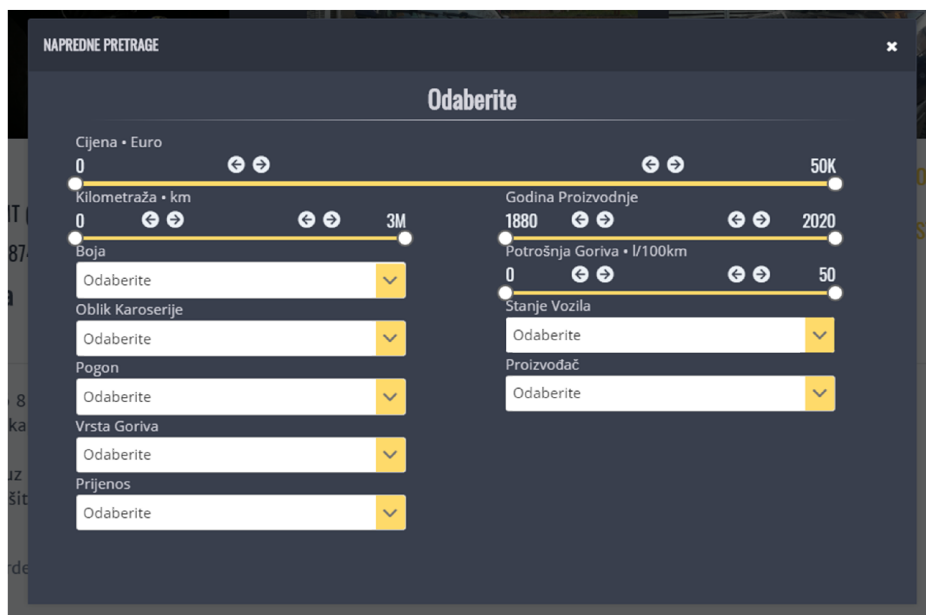 NAPREDNE PRETRAGE
Odaberite
Cijena • Euro
0 50K
Kilometraža • km
0 3M
Godina Proizvodnje
1880 2020
Boja
Odaberite
Potrošnja Goriva • l/100km
0 50
Oblik Karoserije
Odaberite
Stanje Vozila
Odaberite
Pogon
Odaberite
Proizvođač
Odaberite
Vrsta Goriva
Odaberite
Prijenos
Odaberite